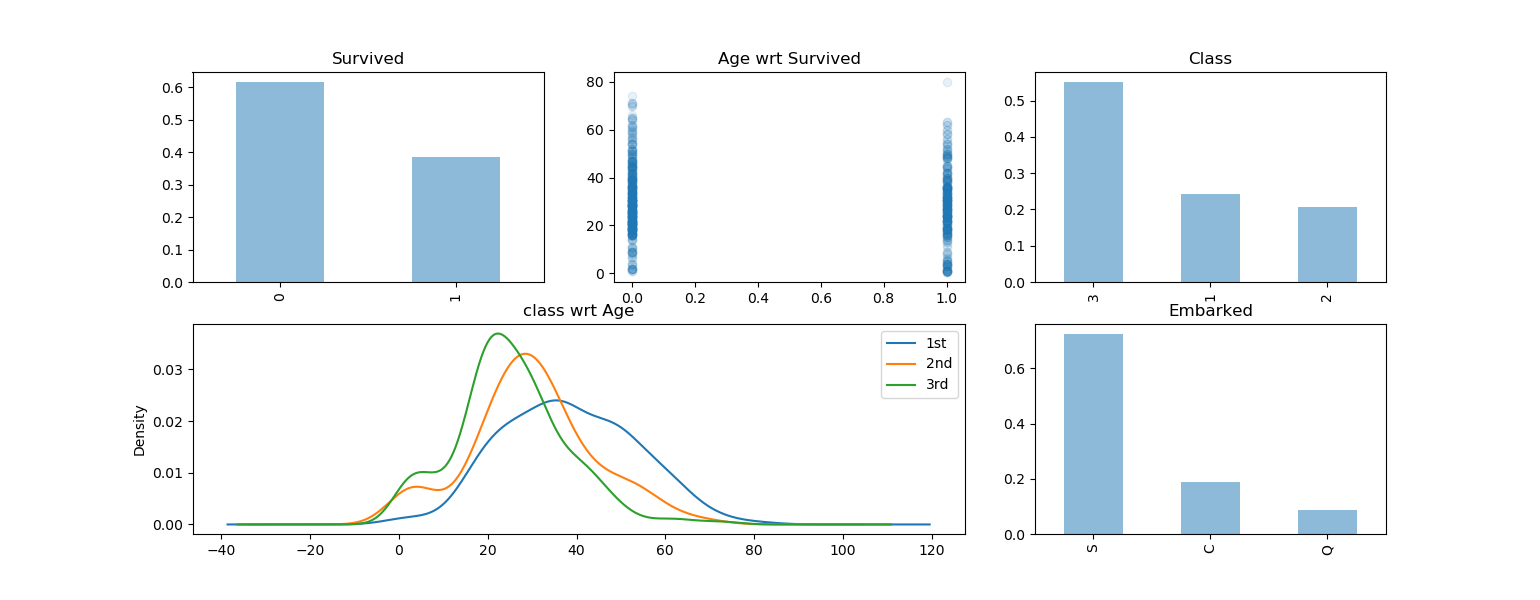 Survived
0.6
0.5
0.4
0.3
0.2
0.1
0.0
0
1
Age wrt Survived
80
60
40
20
0
0.0 0.2 0.4 0.6 0.8 1.0
Class
0.5
0.4
0.3
0.2
0.1
0.0
3
1
2
class wrt Age
Density
0.03
0.02
0.01
0.00
−40 −20 0 20 40 60 80 100 120
1st
2nd
3rd
Embarked
0.6
0.4
0.2
0.0
S
C
Q